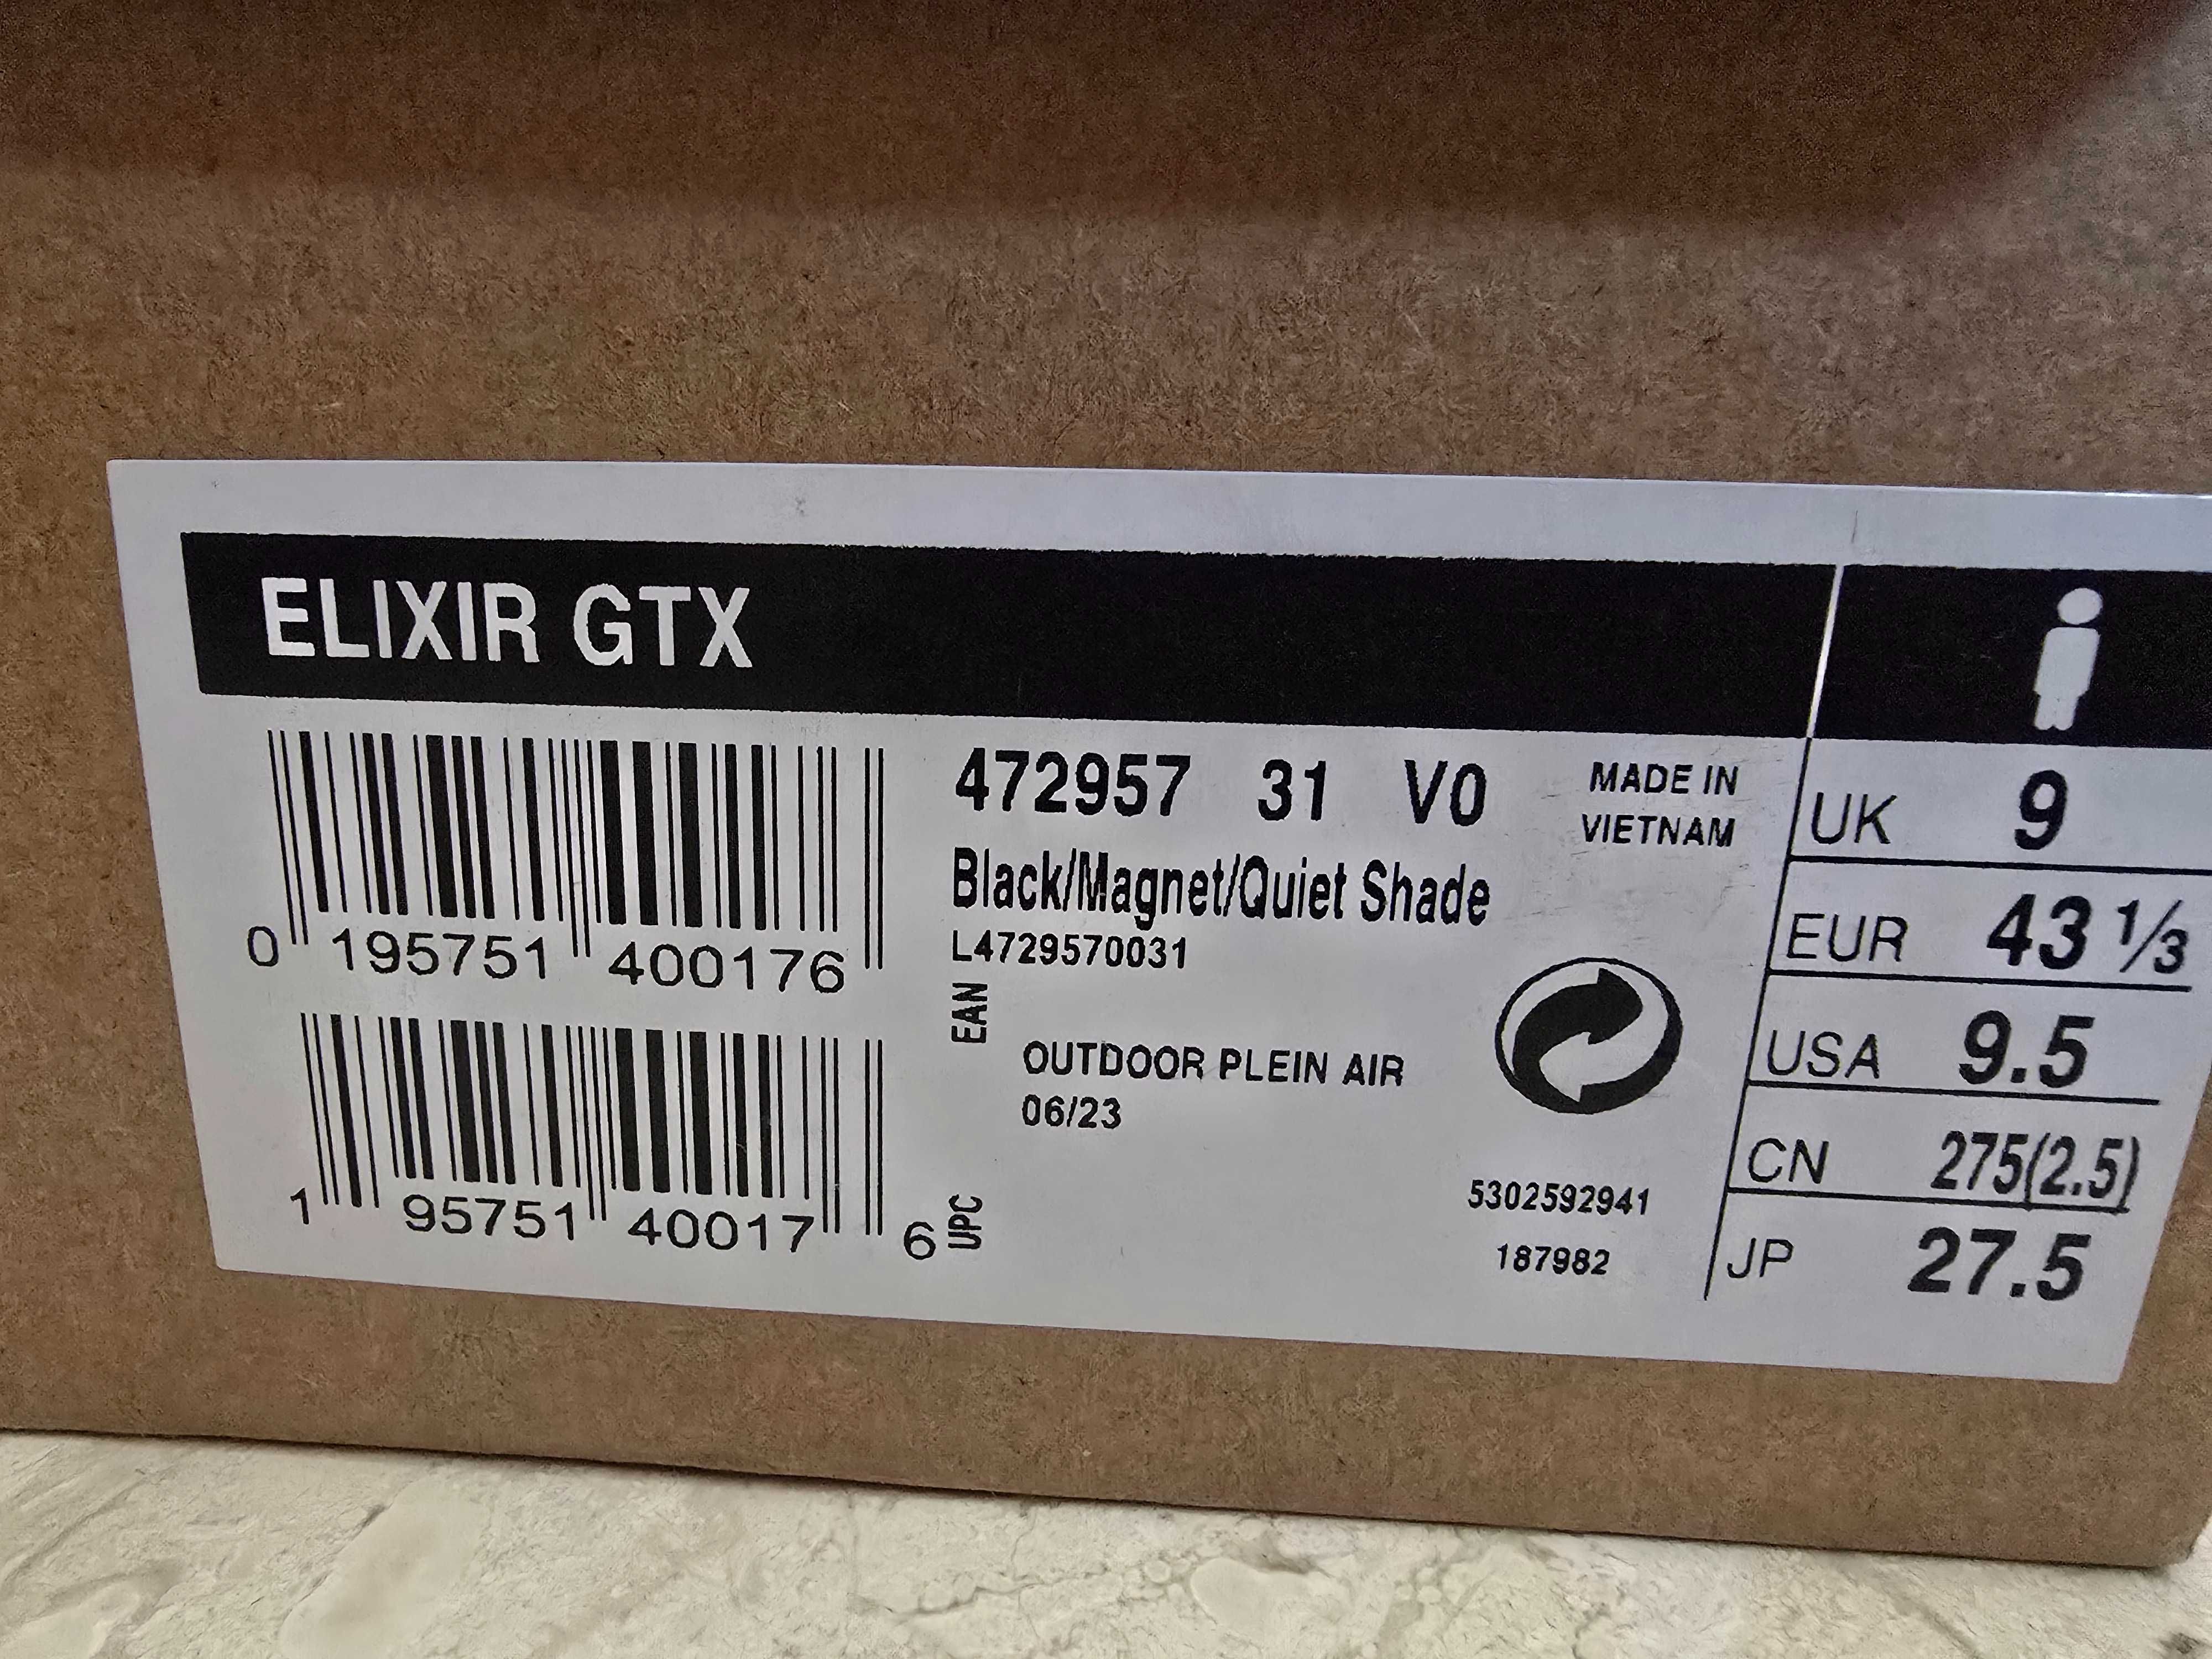 ELIXIR GTX
0 195751 400176
EAN
1 95751 40017 6
UPC
472957 31 V0
Black/Magnet/Quiet Shade
L4729570031
OUTDOOR PLEIN AIR
06/23
MADE IN
VIETNAM
5302592941
187982
UK 9
EUR 43 1/3
USA 9.5
CN 275(2.5)
JP 27.5